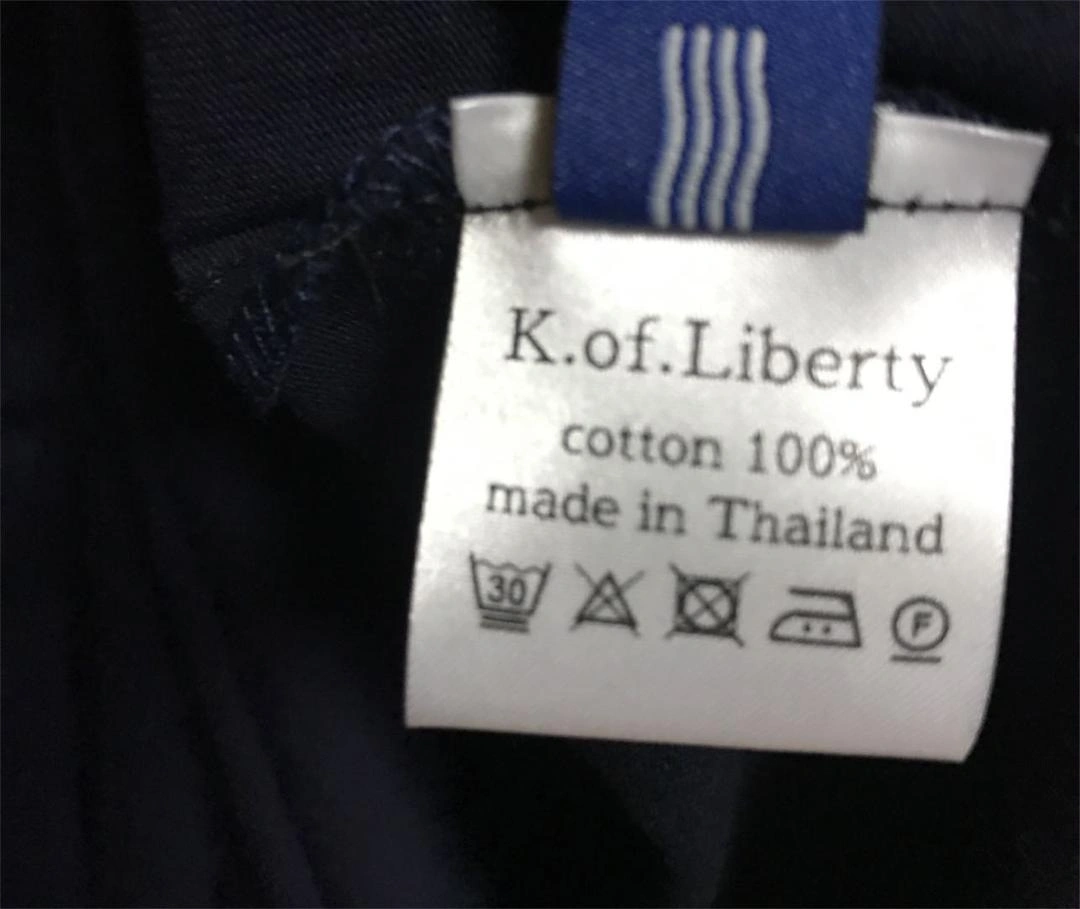 K.of.Liberty
cotton 100%
made in Thailand
30 F